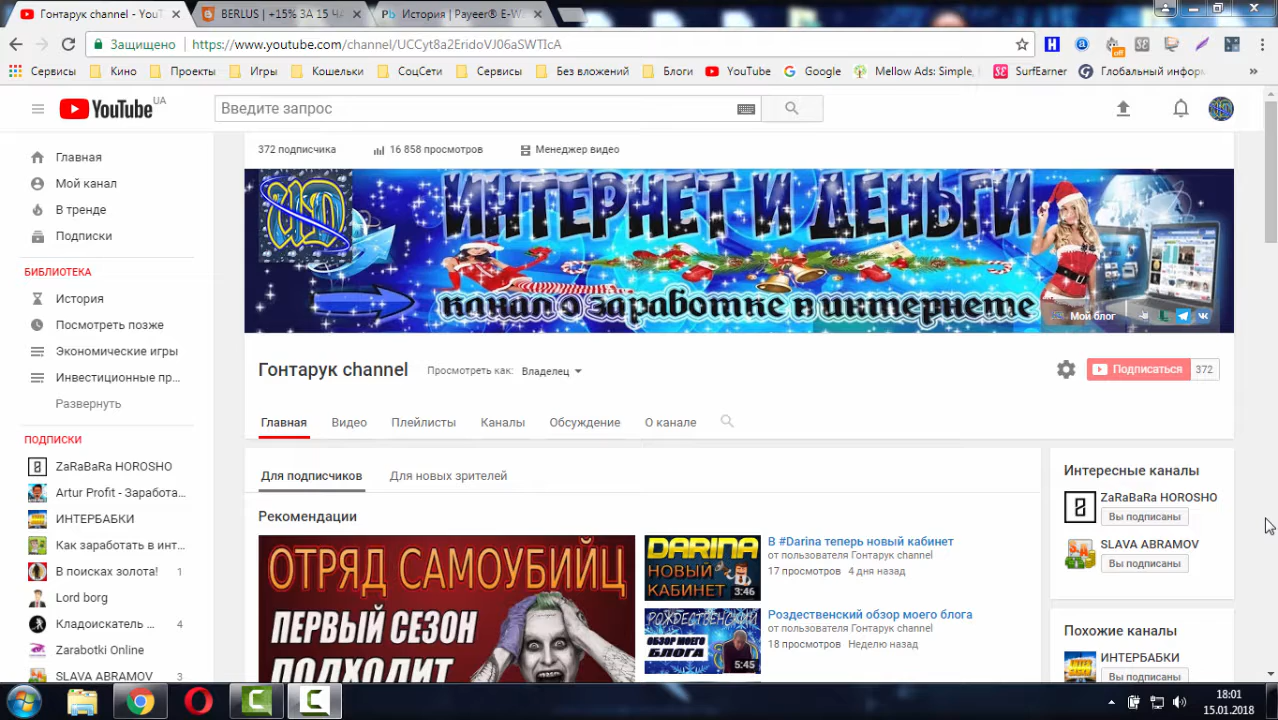 Гонтарук channel - YouT
BERLUS | +15% ЗА 15 ЧА
История | Payeer® E-Wa
Защищено
https://www.youtube.com/channel/UCCyt8a2EridoVJ06aSWTIcA
Сервисы
Кино
Проекты
Игры
Кошельки
СоцСети
Сервисы
Без вложений
Блоги
YouTube
Google
Mellow Ads: Simple,
SurfEarner
Глобальный информ
YouTube UA
Введите запрос
372 подписчика
16 858 просмотров
Менеджер видео
ИНТЕРНЕТ И ДЕНЬГИ
канал о заработке в интернете
Мой блог
Главная
Мой канал
В тренде
Подписки
БИБЛИОТЕКА
История
Посмотреть позже
Экономические игры
Инвестиционные пр...
Развернуть
ПОДПИСКИ
ZaRaBaRa HOROSHO
Artur Profit - Заработа...
ИНТЕРБАБКИ
Как заработать в инт...
В поисках золота! 1
Lord borg
Кладоискатель ... 4
Zarabotki Online
SLAVA ABRAMOV 3
Гонтарук channel
Просмотреть как: Владелец
Подписаться 372
Главная
Видео
Плейлисты
Каналы
Обсуждение
О канале
Для подписчиков
Для новых зрителей
Рекомендации
ОТРЯД САМОУБИЙЦ
ПЕРВЫЙ СЕЗОН
ПОДХОДИТ
DARINA
НОВЫЙ
КАБИНЕТ
3:46
В #Darina теперь новый кабинет
от пользователя Гонтарук channel
17 просмотров 4 дня назад
РОЖДЕСТВЕНСКИЙ
ОБЗОР МОЕГО
БЛОГА
5:45
Роздественский обзор моего блога
от пользователя Гонтарук channel
18 просмотров Неделю назад
Интересные каналы
ZaRaBaRa HOROSHO
Вы подписаны
SLAVA ABRAMOV
Вы подписаны
Похожие каналы
ИНТЕРБАБКИ
Вы подписаны
18:01
15.01.2018